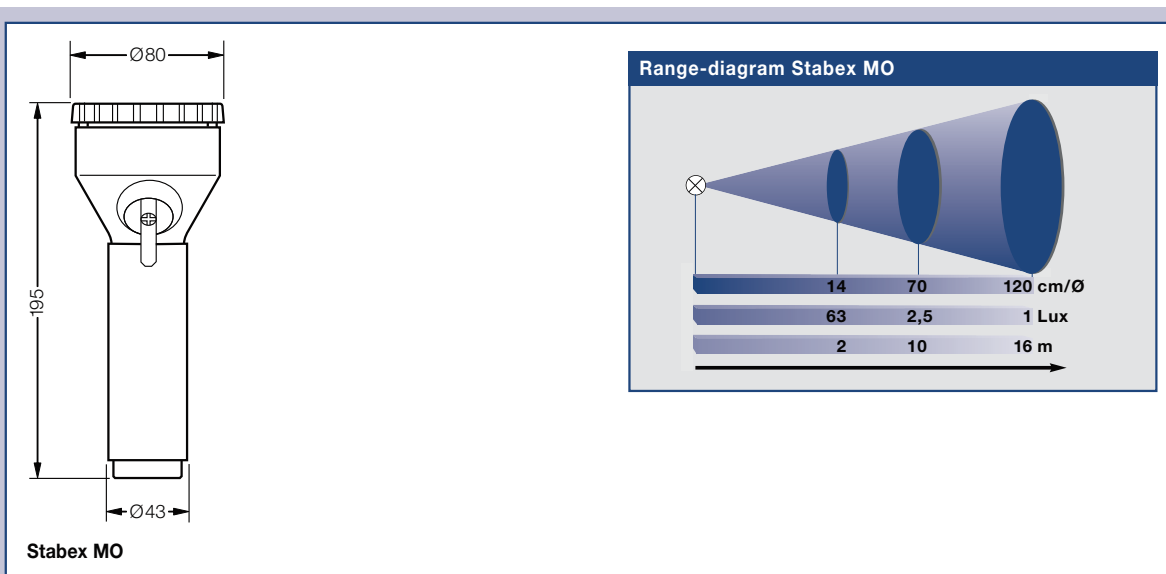 Ø80
195
Ø43
Stabex MO
Range-diagram Stabex MO
14 70 120 cm/Ø
63 2,5 1 Lux
2 10 16 m